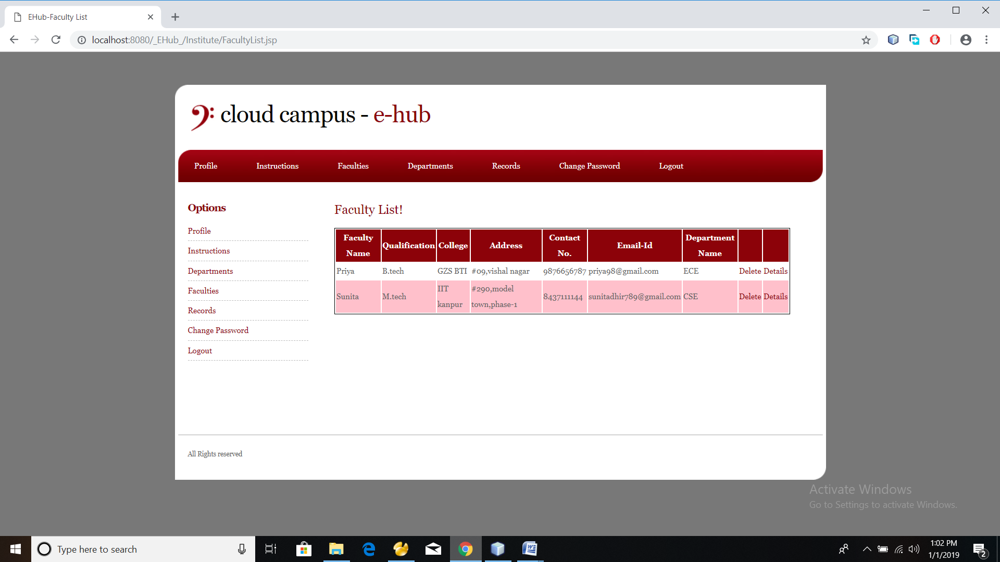 EHub-Faculty List
localhost:8080/_EHub_/Institute/FacultyList.jsp
cloud campus - e-hub
Profile Instructions Faculties Departments Records Change Password Logout
Options
Profile
Instructions
Departments
Faculties
Records
Change Password
Logout
Faculty List!
Faculty Name Qualification College Address Contact No. Email-Id Department Name
Priya B.tech GZS BTI #09,vishal nagar 9876656787 priya98@gmail.com ECE Delete Details
Sunita M.tech IIT kanpur #290,model town,phase-1 8437111144 sunitadhir789@gmail.com CSE Delete Details
All Rights reserved
Activate Windows
Go to Settings to activate Windows.
Type here to search
1:02 PM
1/1/2019
2